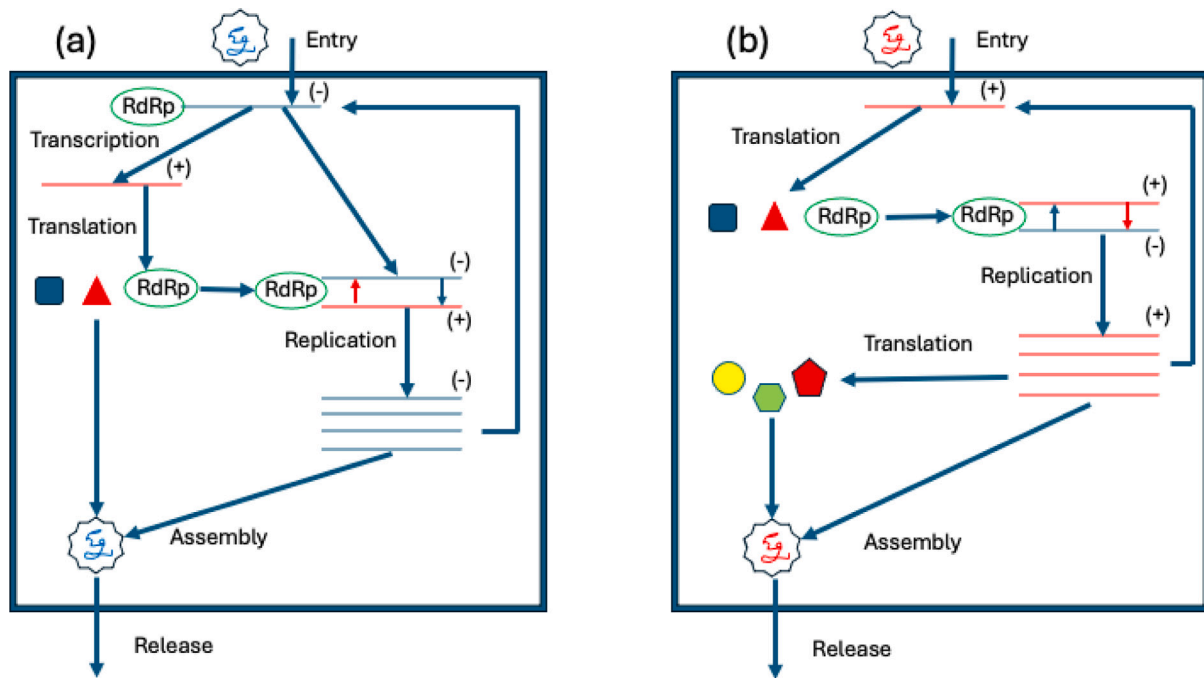 (a)
Entry
RdRp
(-)
Transcription
(+)
Translation
RdRp
RdRp
(-)
(+)
Replication
(-)
Assembly
Release
(b)
Entry
(+)
Translation
RdRp
RdRp
(+)
(-)
Replication
(+)
Translation
Assembly
Release